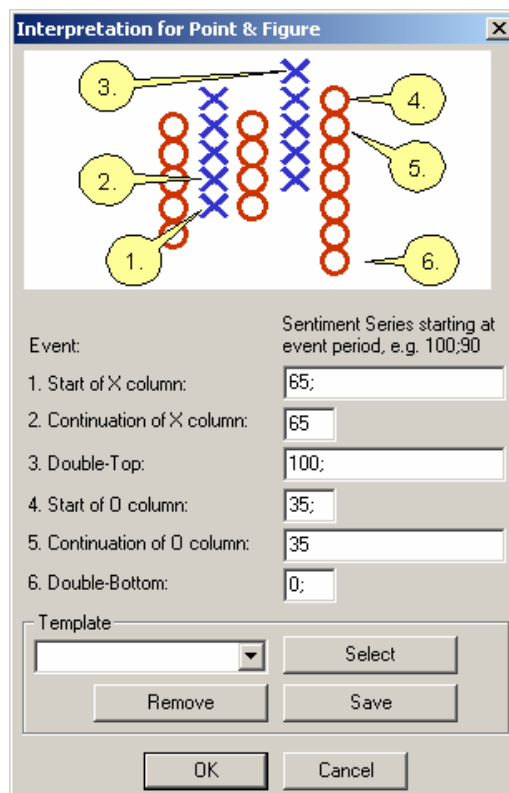 Interpretation for Point & Figure
3.
4.
5.
2.
1.
6.
Event:
Sentiment Series starting at
event period, e.g. 100;90
1. Start of X column:
65;
2. Continuation of X column:
65
3. Double-Top:
100;
4. Start of O column:
35;
5. Continuation of O column:
35
6. Double-Bottom:
0;
Template
Select
Remove
Save
OK
Cancel